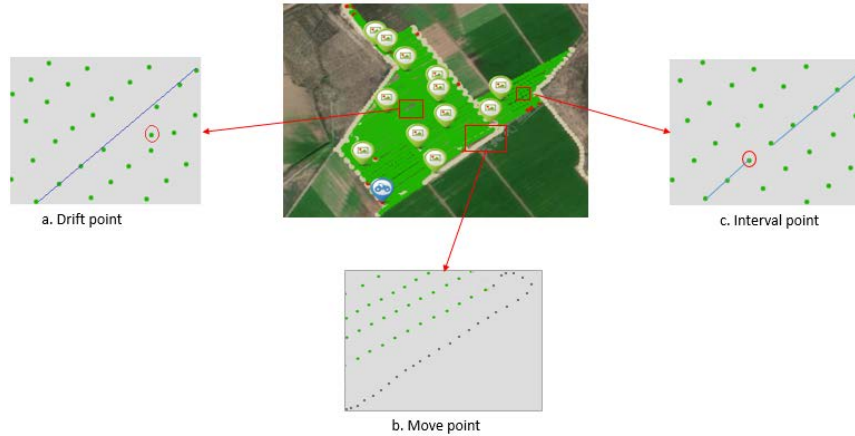 a. Drift point
c. Interval point
b. Move point